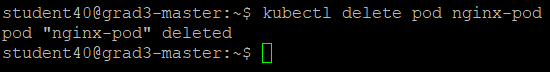 student40@grad3-master:~$ kubectl delete pod nginx-pod
pod "nginx-pod" deleted
student40@grad3-master:~$